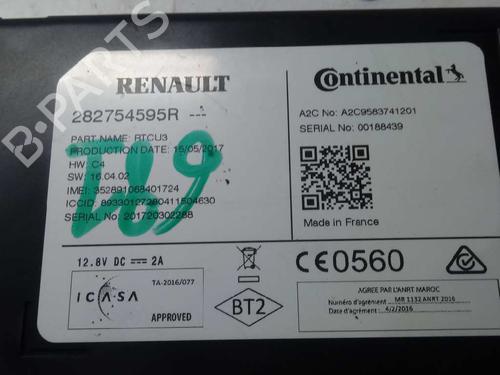 B-PARTS
RENAULT
282754595R ---
PART NAME: RTCU3
PRODUCTION DATE: 15/05/2017
HW: C4
SW: 16.04.02
IMEI: 352891068401724
ICCID: 89330127280411504630
SERIAL No: 201720302288
Continental
A2C No: A2C9583741201
SERIAL No: 00188439
Made in France
12.8V DC 2A
ICASA
TA-2016/077
APPROVED
BT2
CE0560
AGREE PAR L'ANRT MAROC
Numéro d'agrément : MR 1132 ANRT 2016
Date d'agrément : 4/2/2016